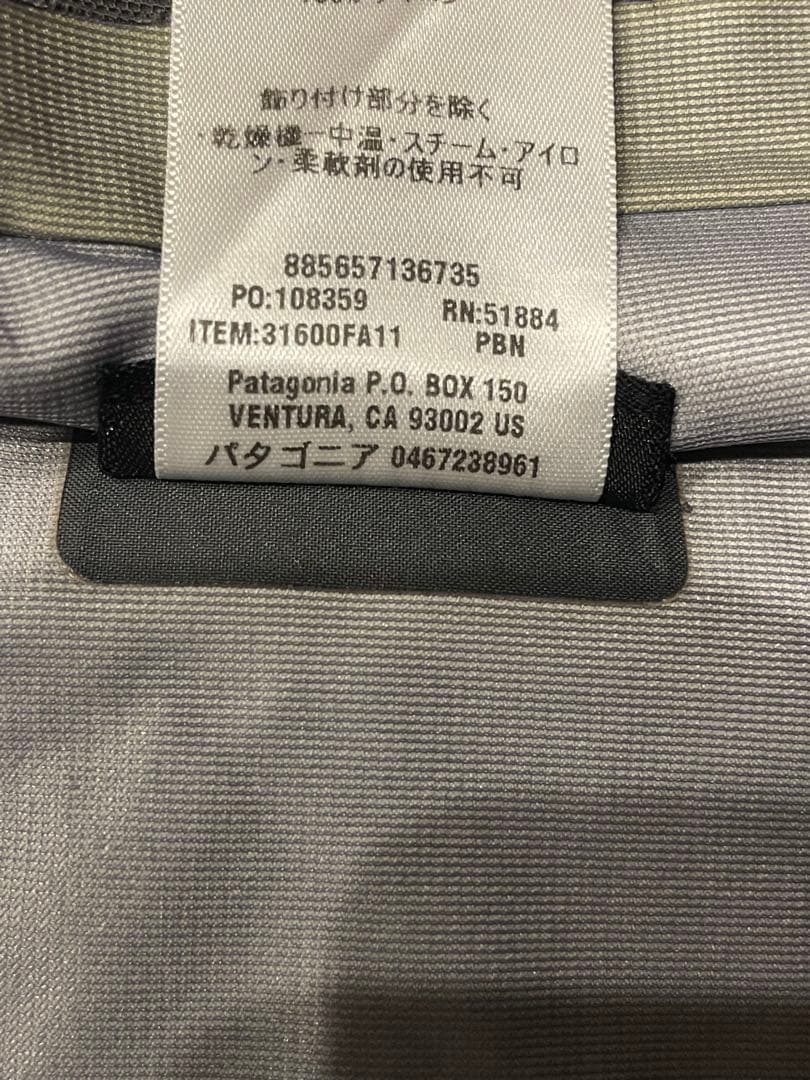 飾り付け部分を除く
・乾燥機一中温・スチーム・アイロ
ン・柔軟剤の使用不可
885657136735
PO:108359 RN:51884
ITEM:31600FA11 PBN
Patagonia P.O. BOX 150
VENTURA, CA 93002 US
パタゴニア 0467238961